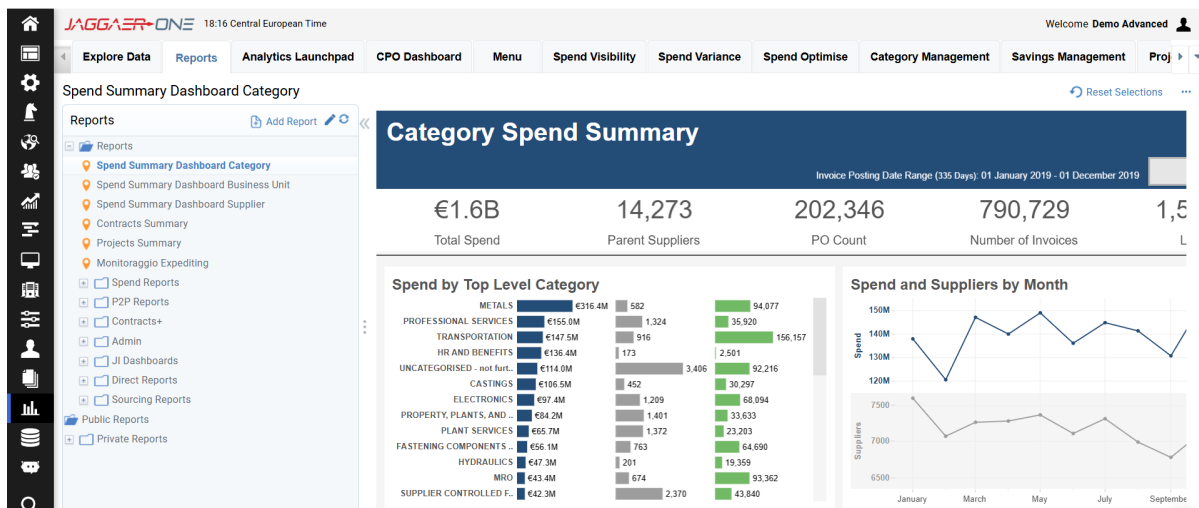 JAGGAER ONE 18:16 Central European Time Welcome Demo Advanced
Explore Data Reports Analytics Launchpad CPO Dashboard Menu Spend Visibility Spend Variance Spend Optimise Category Management Savings Management Proj
Spend Summary Dashboard Category Reset Selections ...
Reports Add Report
Reports
Spend Summary Dashboard Category
Spend Summary Dashboard Business Unit
Spend Summary Dashboard Supplier
Contracts Summary
Projects Summary
Monitoraggio Expediting
Spend Reports
P2P Reports
Contracts+
Admin
JI Dashboards
Direct Reports
Sourcing Reports
Public Reports
Private Reports
Category Spend Summary
Invoice Posting Date Range (335 Days): 01 January 2019 - 01 December 2019
€1.6B 14,273 202,346 790,729 1,5
Total Spend Parent Suppliers PO Count Number of Invoices L
Spend by Top Level Category
METALS €316.4M 582 94,077
PROFESSIONAL SERVICES €155.0M 1,324 35,920
TRANSPORTATION €147.5M 916 156,157
HR AND BENEFITS €136.4M 173 2,501
UNCATEGORISED - not furt.. €114.0M 3,406 92,216
CASTINGS €106.5M 452 30,297
ELECTRONICS €97.4M 1,209 68,094
PROPERTY, PLANTS, AND .. €84.2M 1,401 33,633
PLANT SERVICES €65.7M 1,372 23,203
FASTENING COMPONENTS .. €56.1M 763 64,690
HYDRAULICS €47.3M 201 19,359
MRO €43.4M 674 93,362
SUPPLIER CONTROLLED F.. €42.3M 2,370 43,840
Spend and Suppliers by Month
150M
140M
130M
120M
Spend
7500
7000
6500
Suppliers
January March May July Septembe